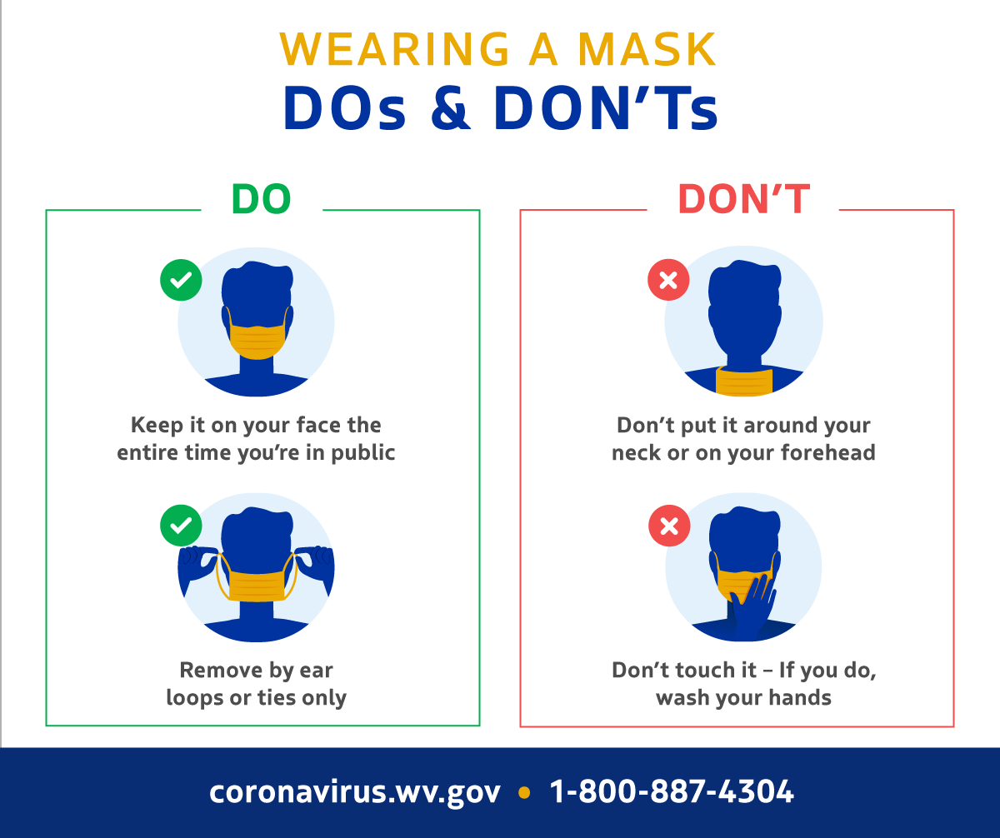 WEARING A MASK
DOs & DON'Ts
DO
Keep it on your face the
entire time you're in public
Remove by ear
loops or ties only
DON'T
Don't put it around your
neck or on your forehead
Don't touch it – If you do,
wash your hands
coronavirus.wv.gov • 1-800-887-4304